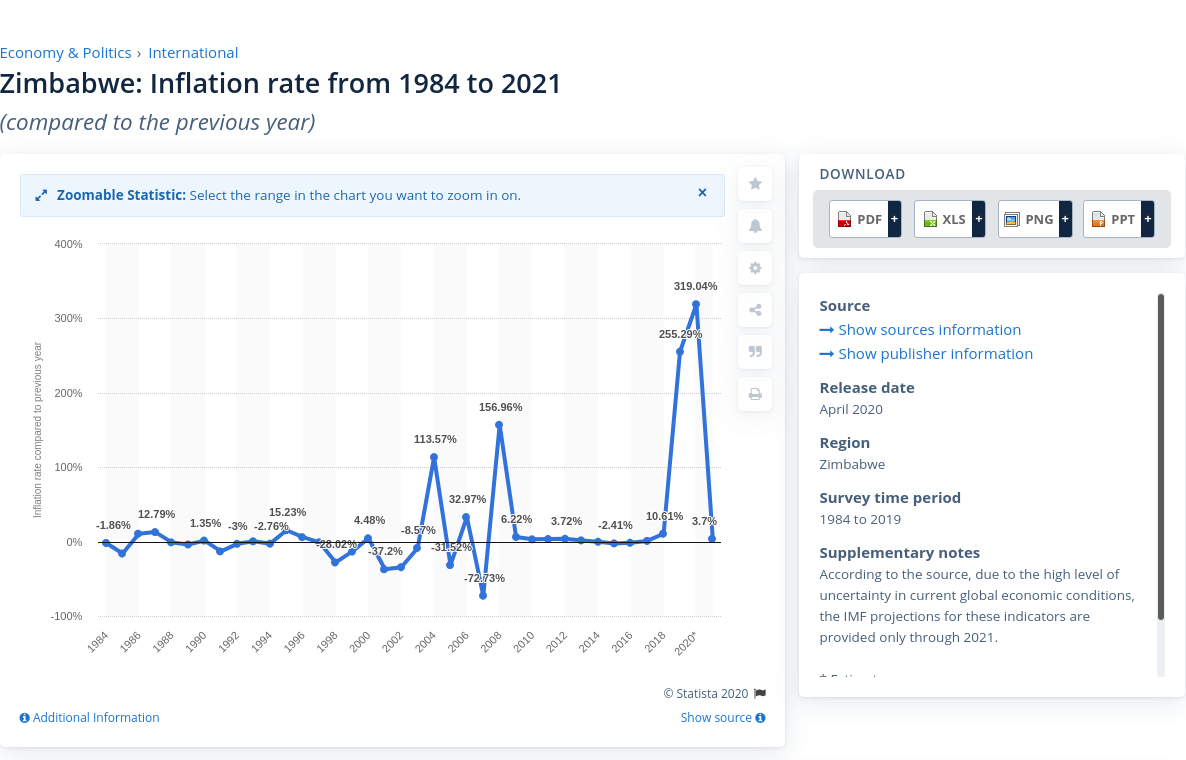 Economy & Politics › International
Zimbabwe: Inflation rate from 1984 to 2021
(compared to the previous year)
Zoomable Statistic: Select the range in the chart you want to zoom in on. ×
400%
300%
200%
100%
0%
-100%
Inflation rate compared to previous year
-1.86%
12.79%
1.35%
-3%
-2.76%
15.23%
-28.02%
4.48%
-37.2%
-8.57%
113.57%
-31.52%
32.97%
-72.73%
156.96%
6.22%
3.72%
-2.41%
10.61%
255.29%
319.04%
3.7%
1984 1986 1988 1990 1992 1994 1996 1998 2000 2002 2004 2006 2008 2010 2012 2014 2016 2018 2020*
© Statista 2020
Additional Information
Show source
DOWNLOAD
PDF + XLS + PNG + PPT +
Source
Show sources information
Show publisher information
Release date
April 2020
Region
Zimbabwe
Survey time period
1984 to 2019
Supplementary notes
According to the source, due to the high level of
uncertainty in current global economic conditions,
the IMF projections for these indicators are
provided only through 2021.